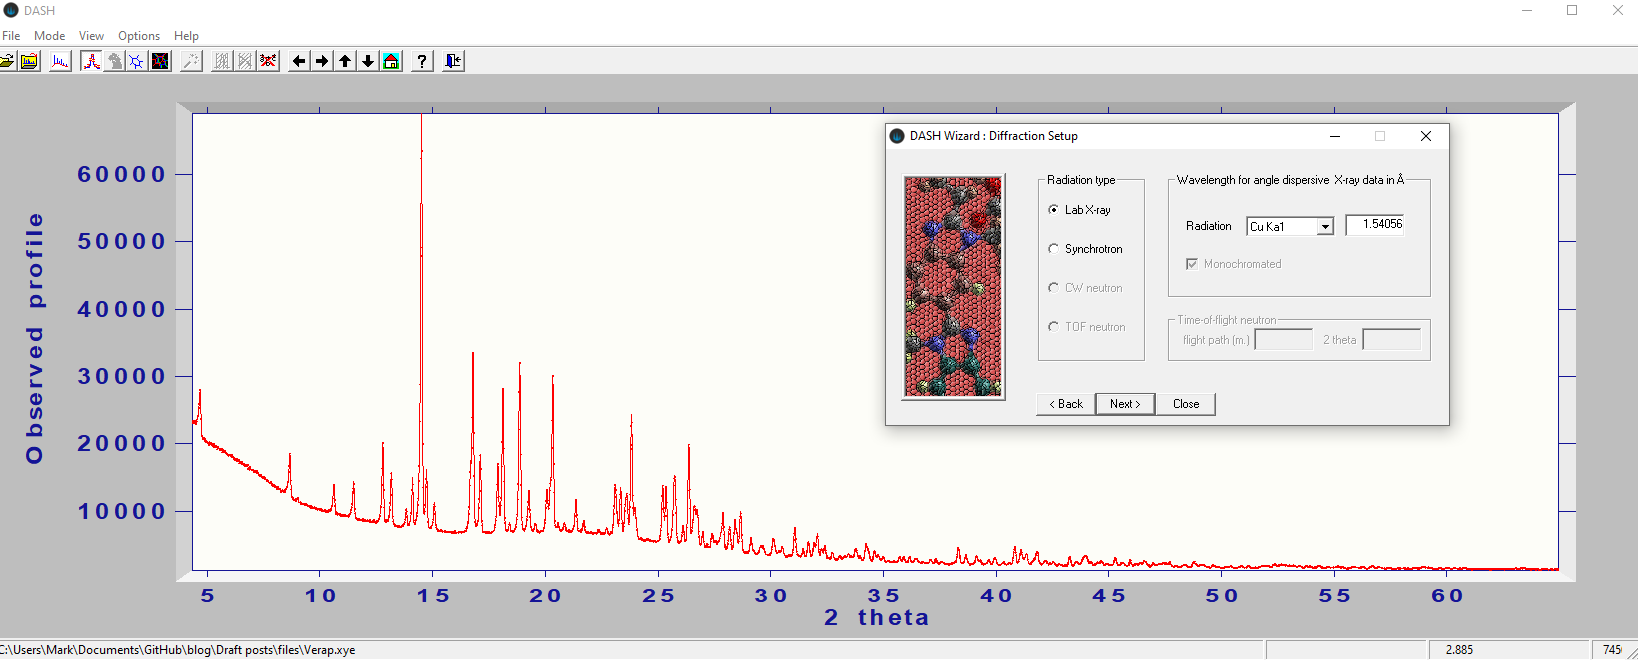 DASH
File Mode View Options Help
60000
50000
40000
30000
20000
10000
Observed profile
5 10 15 20 25 30 35 40 45 50 55 60
2 theta
DASH Wizard : Diffraction Setup
Radiation type
Lab X-ray
Synchrotron
CW neutron
TOF neutron
Wavelength for angle dispersive X-ray data in Å
Radiation Cu Ka1 1.54056
Monochromated
Time-of-flight neutron
flight path (m.) 2 theta
< Back Next > Close
C:\Users\Mark\Documents\GitHub\blog\Draft posts\files\Verap.xye 2.885 745